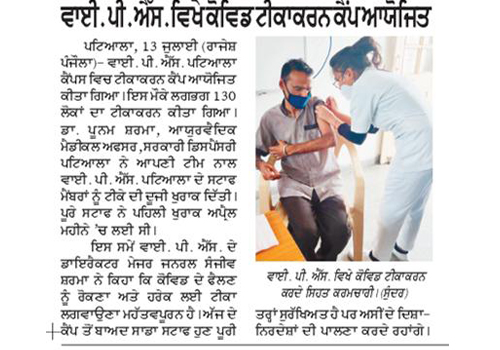 ਵਾਈ.ਪੀ.ਐੱਸ.ਵਿਖੇ ਕੋਵਿਡ ਟੀਕਾਕਰਨ ਕੈਂਪ ਆਯੋਜਿਤ
ਪਟਿਆਲਾ, 13 ਜੁਲਾਈ (ਰਾਜੇਸ਼
ਪੰਜੌਲਾ)- ਵਾਈ. ਪੀ. ਐੱਸ. ਪਟਿਆਲਾ
ਕੈਂਪਸ ਵਿਚ ਟੀਕਾਕਰਨ ਕੈਂਪ ਆਯੋਜਿਤ
ਕੀਤਾ ਗਿਆ। ਇਸ ਮੌਕੇ ਲਗਭਗ 130
ਲੋਕਾਂ ਦਾ ਟੀਕਾਕਰਨ ਕੀਤਾ ਗਿਆ।
ਡਾ. ਪੂਨਮ ਸ਼ਰਮਾ, ਆਯੁਰਵੈਦਿਕ
ਮੈਡੀਕਲ ਅਫਸਰ, ਸਰਕਾਰੀ ਡਿਸਪੈਂਸਰੀ
ਪਟਿਆਲਾ ਨੇ ਆਪਣੀ ਟੀਮ ਨਾਲ
ਵਾਈ. ਪੀ. ਐੱਸ. ਪਟਿਆਲਾ ਦੇ ਸਟਾਫ
ਮੈਂਬਰਾਂ ਨੂੰ ਟੀਕੇ ਦੀ ਦੂਜੀ ਖੁਰਾਕ ਦਿੱਤੀ।
ਪੂਰੇ ਸਟਾਫ ਨੇ ਪਹਿਲੀ ਖੁਰਾਕ ਅਪ੍ਰੈਲ
ਮਹੀਨੇ 'ਚ ਲਈ ਸੀ।
ਇਸ ਸਮੇਂ ਵਾਈ. ਪੀ. ਐੱਸ. ਦੇ
ਡਾਇਰੈਕਟਰ ਮੇਜਰ ਜਨਰਲ ਸੰਜੀਵ
ਸ਼ਰਮਾ ਨੇ ਕਿਹਾ ਕਿ ਕੋਵਿਡ ਦੇ ਫੈਲਣ
ਨੂੰ ਰੋਕਣਾ ਅਤੇ ਹਰੇਕ ਲਈ ਟੀਕਾ
ਲਗਵਾਉਣਾ ਮਹੱਤਵਪੂਰਨ ਹੈ। ਅੱਜ ਦੇ
ਕੈਂਪ ਤੋਂ ਬਾਅਦ ਸਾਡਾ ਸਟਾਫ ਹੁਣ ਪੂਰੀ
ਵਾਈ. ਪੀ. ਐੱਸ. ਵਿਖੇ ਕੋਵਿਡ ਟੀਕਾਕਰਨ
ਕਰਦੇ ਸਿਹਤ ਕਰਮਚਾਰੀ। (ਸੁੰਦਰ)
ਤਰ੍ਹਾਂ ਸੁਰੱਖਿਅਤ ਹੈ ਪਰ ਅਸੀਂ ਦੇ ਦਿਸ਼ਾ-
ਨਿਰਦੇਸ਼ਾਂ ਦੀ ਪਾਲਣਾ ਕਰਦੇ ਰਹਾਂਗੇ।